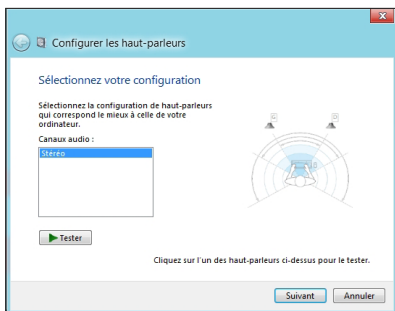 Configurer les haut-parleurs
Sélectionnez votre configuration
Sélectionnez la configuration de haut-parleurs
qui correspond le mieux à celle de votre
ordinateur.
Canaux audio :
Stéréo
Tester
Cliquez sur l'un des haut-parleurs ci-dessus pour le tester.
Suivant
Annuler